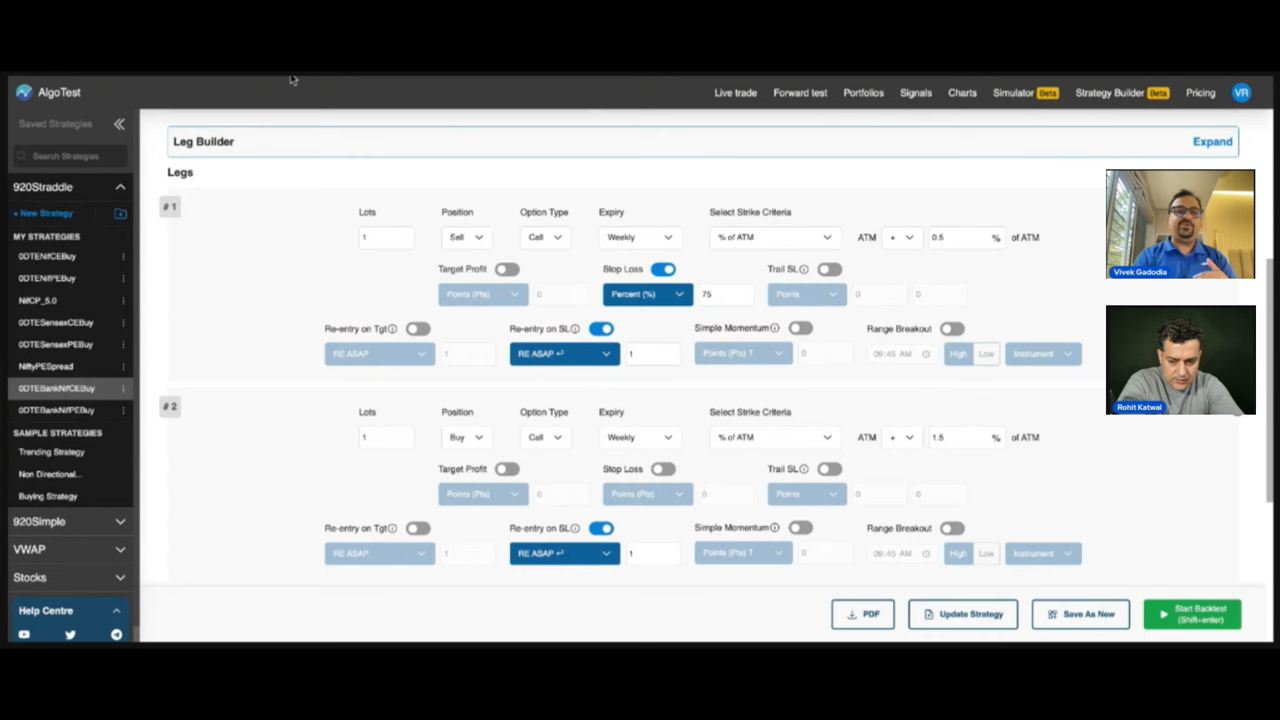 AlgoTest
Live trade Forward test Portfolios Signals Charts Simulator Beta Strategy Builder Beta Pricing VR
Saved Strategies
Search Strategies
920Straddle
+ New Strategy
MY STRATEGIES
0DTENifCEBuy
0DTENifPEBuy
NifCP_5.0
0DTESensexCEBuy
0DTESensexPEBuy
NiftyPESpread
0DTEBankNifCEBuy
0DTEBankNifPEBuy
SAMPLE STRATEGIES
Trending Strategy
Non Directional...
Buying Strategy
920Simple
VWAP
Stocks
Help Centre
Leg Builder Expand
Legs
# 1
Lots Position Option Type Expiry Select Strike Criteria
1 Sell Call Weekly % of ATM ATM + 0.5 % of ATM
Target Profit Stop Loss Trail SL
Points (Pts) 0 Percent (%) 75 Points 0 0
Re-entry on Tgt Re-entry on SL Simple Momentum Range Breakout
RE ASAP 1 RE ASAP ↩ 1 Points (Pts) ↑ 0 09:45 AM High Low Instrument
# 2
Lots Position Option Type Expiry Select Strike Criteria
1 Buy Call Weekly % of ATM ATM + 1.5 % of ATM
Target Profit Stop Loss Trail SL
Points (Pts) 0 Points (Pts) 0 Points 0 0
Re-entry on Tgt Re-entry on SL Simple Momentum Range Breakout
RE ASAP 1 RE ASAP ↩ 1 Points (Pts) ↑ 0 09:45 AM High Low Instrument
PDF Update Strategy Save As New Start Backtest
(Shift+enter)
Vivek Gadodia
Rohit Katwal